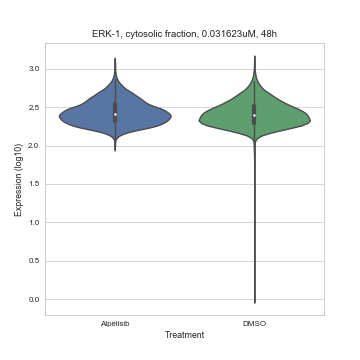 ERK-1, cytosolic fraction, 0.031623uM, 48h
3.0
2.5
2.0
1.5
1.0
0.5
0.0
Expression (log10)
Alpelisib
DMSO
Treatment